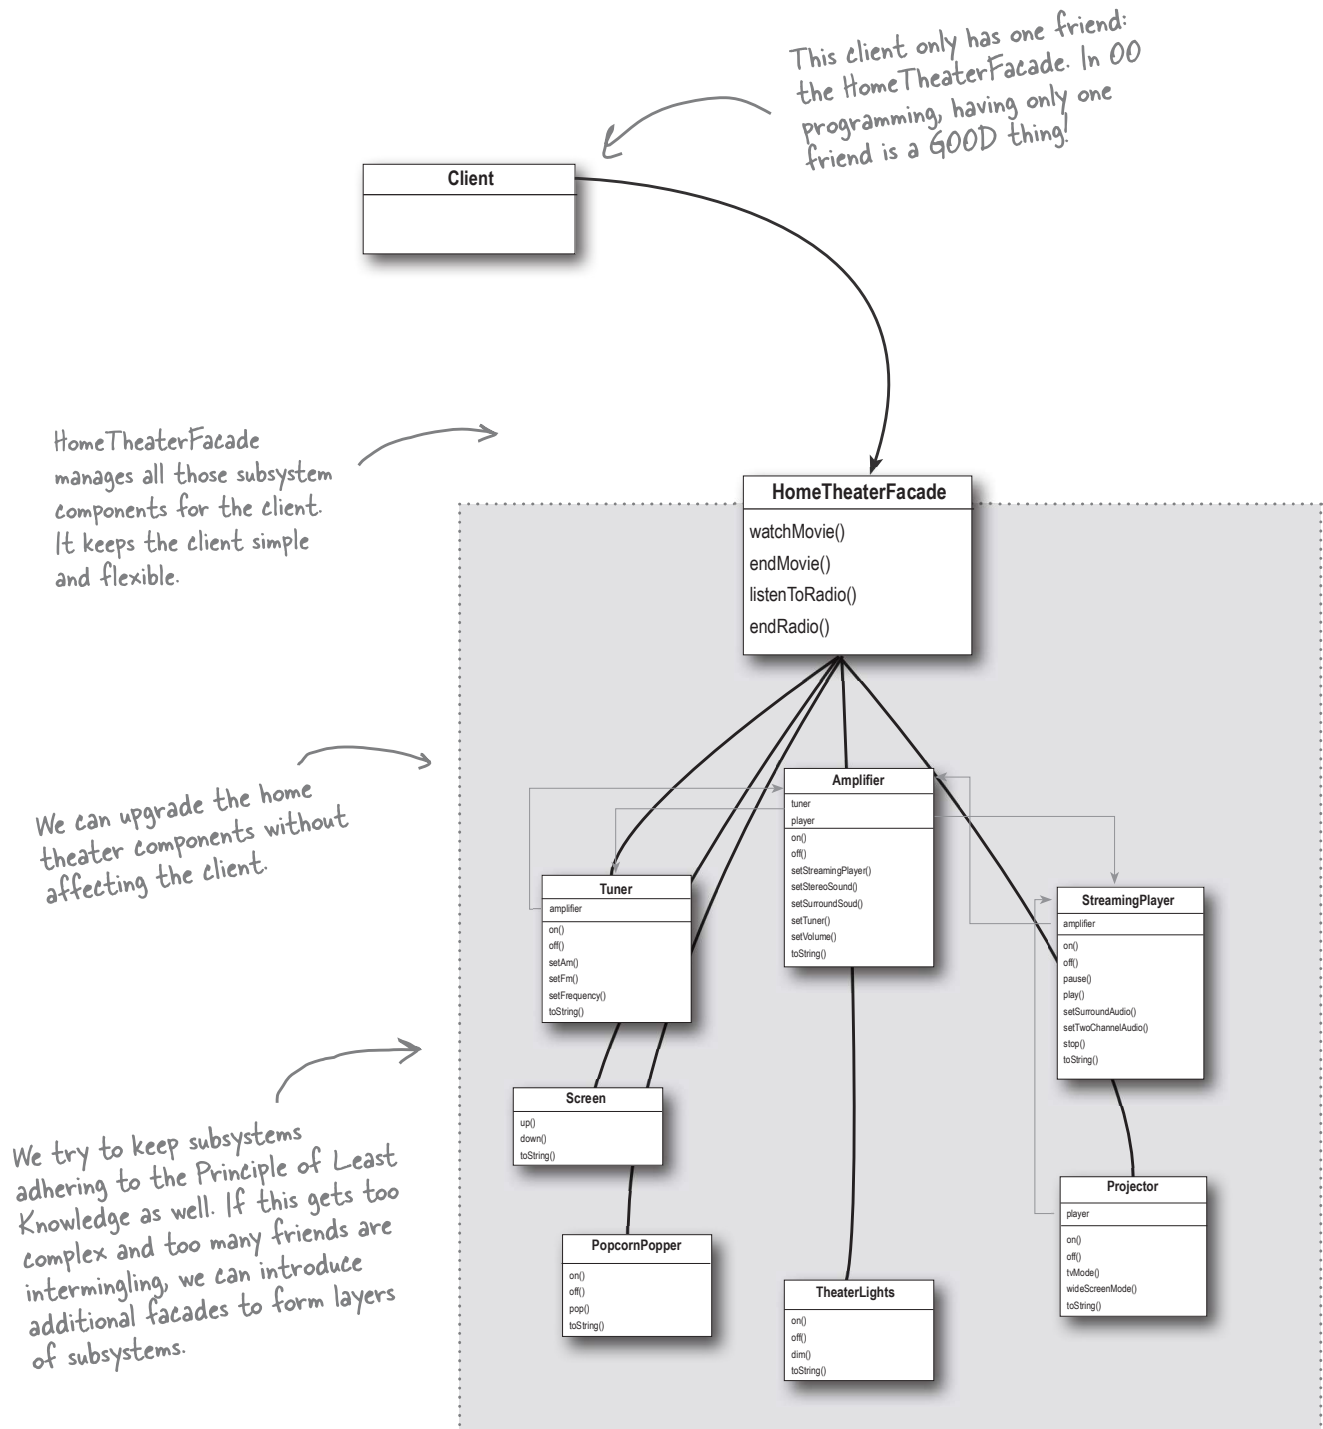 This client only has one friend:
the HomeTheaterFacade. In OO
programming, having only one
friend is a GOOD thing!
Client
HomeTheaterFacade
manages all those subsystem
components for the client.
It keeps the client simple
and flexible.
HomeTheaterFacade
watchMovie()
endMovie()
listenToRadio()
endRadio()
We can upgrade the home
theater components without
affecting the client.
Amplifier
tuner
player
on()
off()
setStreamingPlayer()
setStereoSound()
setSurroundSoud()
setTuner()
setVolume()
toString()
Tuner
amplifier
on()
off()
setAm()
setFm()
setFrequency()
toString()
StreamingPlayer
amplifier
on()
off()
pause()
play()
setSurroundAudio()
setTwoChannelAudio()
stop()
toString()
We try to keep subsystems
adhering to the Principle of Least
Knowledge as well. If this gets too
complex and too many friends are
intermingling, we can introduce
additional facades to form layers
of subsystems.
Screen
up()
down()
toString()
Projector
player
on()
off()
tvMode()
wideScreenMode()
toString()
PopcornPopper
on()
off()
pop()
toString()
TheaterLights
on()
off()
dim()
toString()